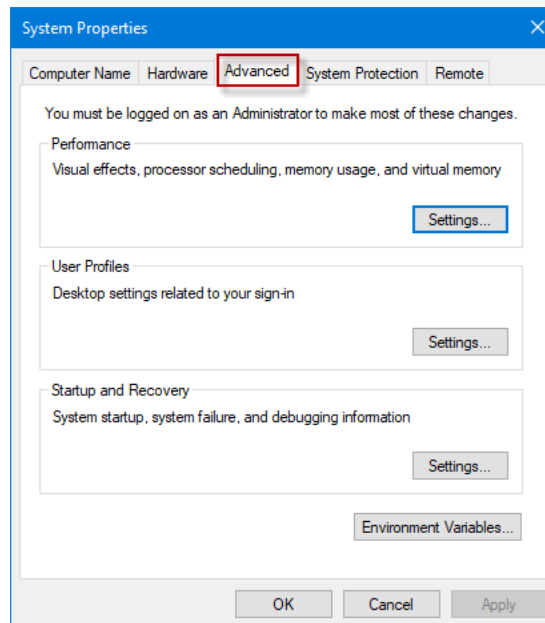 System Properties
Computer Name Hardware Advanced System Protection Remote
You must be logged on as an Administrator to make most of these changes.
Performance
Visual effects, processor scheduling, memory usage, and virtual memory
Settings...
User Profiles
Desktop settings related to your sign-in
Settings...
Startup and Recovery
System startup, system failure, and debugging information
Settings...
Environment Variables...
OK Cancel Apply